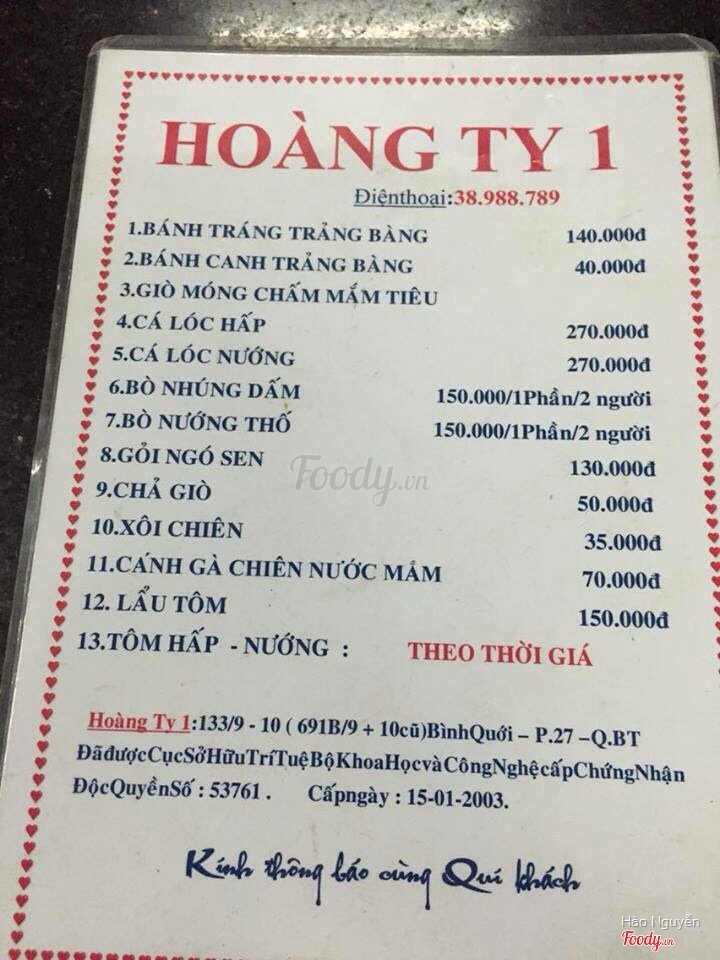 HOÀNG TY 1
Điệnthoại:38.988.789
1.BÁNH TRÁNG TRẢNG BÀNG 140.000đ
2.BÁNH CANH TRẢNG BÀNG 40.000đ
3.GIÒ MÓNG CHẤM MẮM TIÊU
4.CÁ LÓC HẤP 270.000đ
5.CÁ LÓC NƯỚNG 270.000đ
6.BÒ NHÚNG DẤM 150.000/1Phần/2 người
7.BÒ NƯỚNG THỐ 150.000/1Phần/2 người
8.GỎI NGÓ SEN 130.000đ
9.CHẢ GIÒ 50.000đ
10.XÔI CHIÊN 35.000đ
11.CÁNH GÀ CHIÊN NƯỚC MẮM 70.000đ
12. LẨU TÔM 150.000đ
13.TÔM HẤP - NƯỚNG : THEO THỜI GIÁ
Foody.vn
Hoàng Ty 1:133/9 - 10 ( 691B/9 + 10cũ)BìnhQuới – P.27 –Q.BT
ĐãđượcCụcSởHữuTríTuệBộKhoaHọcvàCôngNghệcấpChứngNhận
ĐộcQuyềnSố : 53761 . Cấpngày : 15-01-2003.
Kính thông báo cùng Quí khách
Hảo Nguyễn
Foody.vn